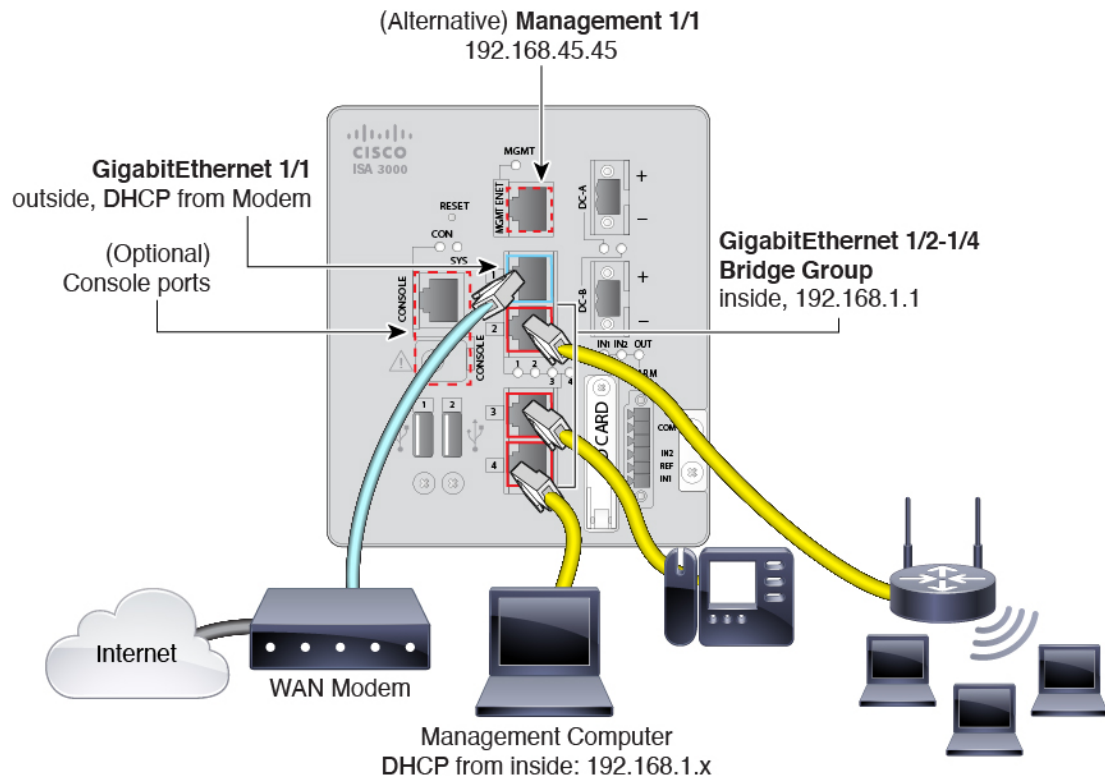 (Alternative) Management 1/1
192.168.45.45
CISCO
ISA 3000
MGMT
MGMT ENET
DC-A
+
−
GigabitEthernet 1/1
outside, DHCP from Modem
RESET
CON
SYS
(Optional)
Console ports
CONSOLE
CONSOLE
1
2
DC-B
+
−
GigabitEthernet 1/2-1/4
Bridge Group
inside, 192.168.1.1
IN1 IN2 OUT
1 2 3 4
1 2
3
4
CARD
COM
IN2
REF
IN1
Internet
WAN Modem
Management Computer
DHCP from inside: 192.168.1.x